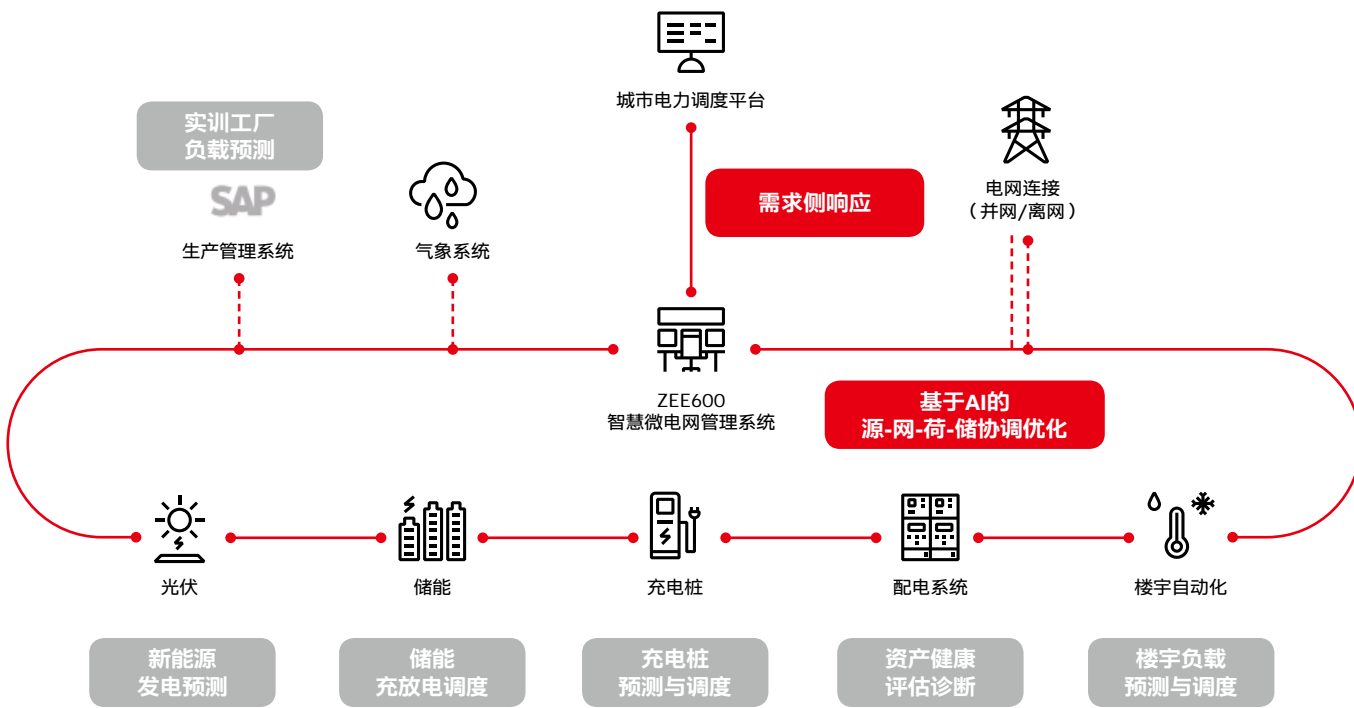 城市电力调度平台
实训工厂
负载预测
SAP
生产管理系统
气象系统
需求侧响应
电网连接
（并网/离网）
ZEE600
智慧微电网管理系统
基于AI的
源-网-荷-储协调优化
光伏
储能
充电桩
配电系统
楼宇自动化
新能源
发电预测
储能
充放电调度
充电桩
预测与调度
资产健康
评估诊断
楼宇负载
预测与调度